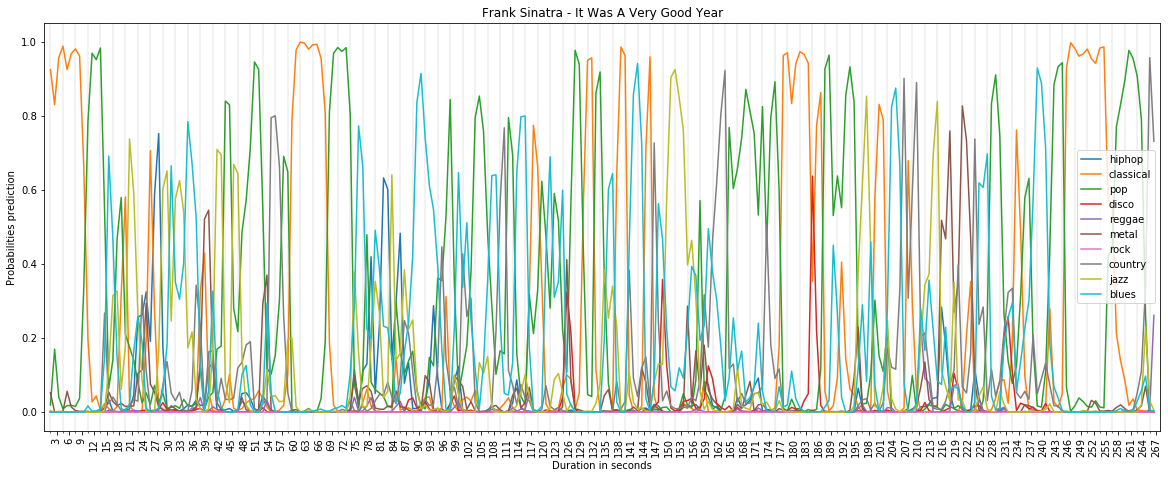 Frank Sinatra - It Was A Very Good Year
Probabilities prediction
1.0
0.8
0.6
0.4
0.2
0.0
hiphop
classical
pop
disco
reggae
metal
rock
country
jazz
blues
3 6 9 12 15 18 21 24 27 30 33 36 39 42 45 48 51 54 57 60 63 66 69 72 75 78 81 84 87 90 93 96 99 102 105 108 111 114 117 120 123 126 129 132 135 138 141 144 147 150 153 156 159 162 165 168 171 174 177 180 183 186 189 192 195 198 201 204 207 210 213 216 219 222 225 228 231 234 237 240 243 246 249 252 255 258 261 264 267
Duration in seconds